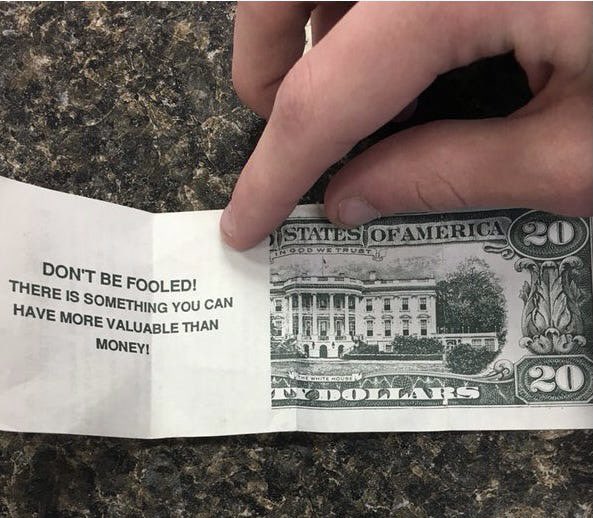 DON'T BE FOOLED!
THERE IS SOMETHING YOU CAN
HAVE MORE VALUABLE THAN
MONEY!
STATES OF AMERICA
IN GOD WE TRUST
20
THE WHITE HOUSE
TY DOLLARS
20